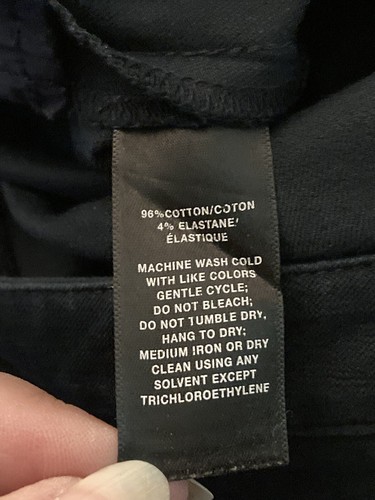 96%COTTON/COTON
4% ELASTANE/
ÉLASTIQUE
MACHINE WASH COLD
WITH LIKE COLORS
GENTLE CYCLE;
DO NOT BLEACH;
DO NOT TUMBLE DRY,
HANG TO DRY;
MEDIUM IRON OR DRY
CLEAN USING ANY
SOLVENT EXCEPT
TRICHLOROETHYLENE